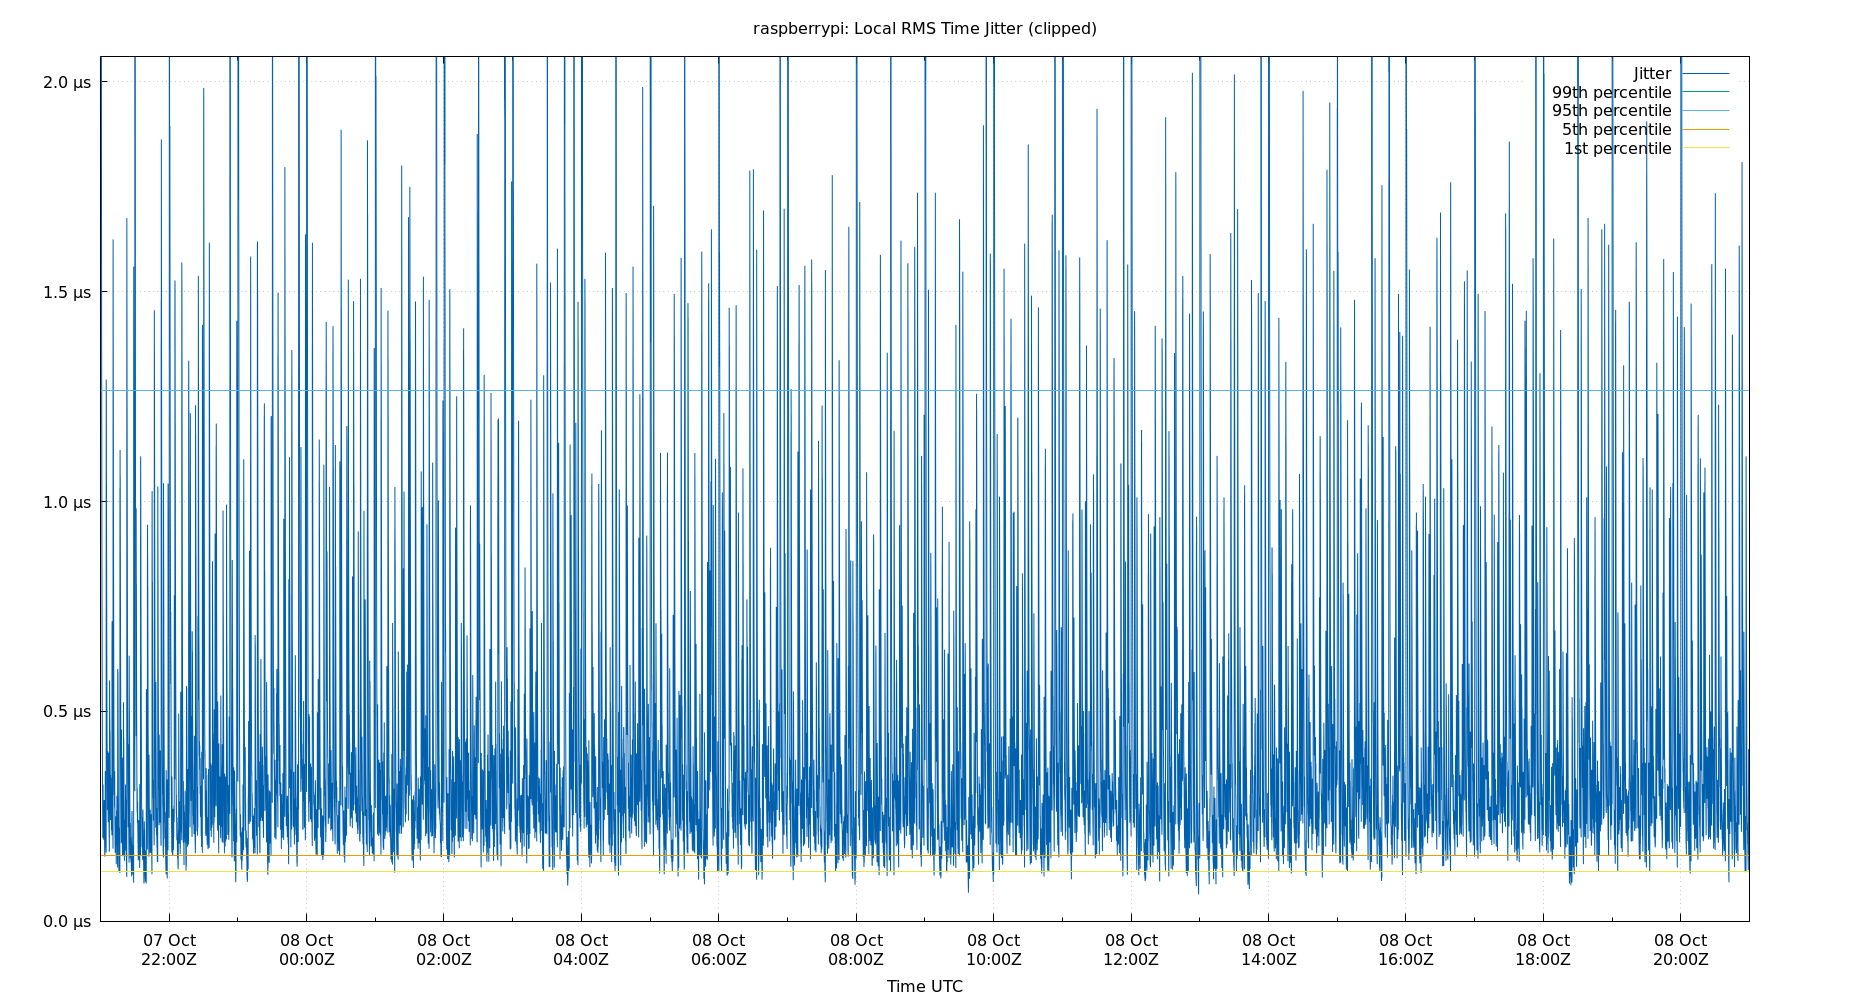 raspberrypi: Local RMS Time Jitter (clipped)
2.0 µs
1.5 µs
1.0 µs
0.5 µs
0.0 µs
Jitter
99th percentile
95th percentile
5th percentile
1st percentile
07 Oct 08 Oct 08 Oct 08 Oct 08 Oct 08 Oct 08 Oct 08 Oct 08 Oct 08 Oct 08 Oct 08 Oct
22:00Z 00:00Z 02:00Z 04:00Z 06:00Z 08:00Z 10:00Z 12:00Z 14:00Z 16:00Z 18:00Z 20:00Z
Time UTC